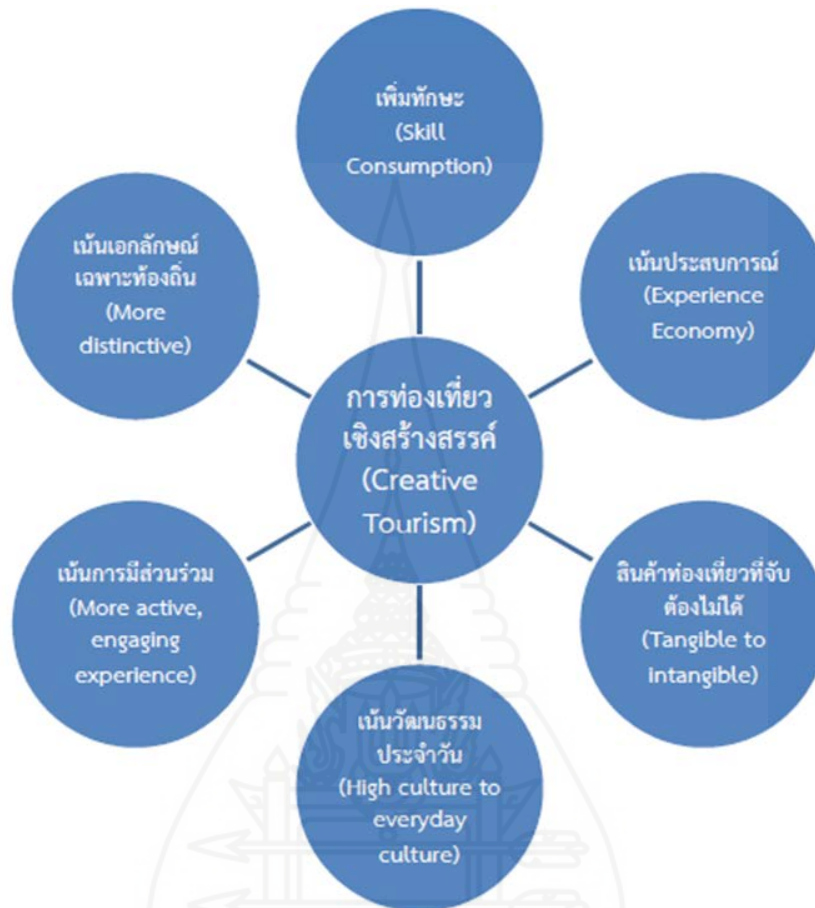 เพิ่มทักษะ
(Skill
Consumption)
เน้นเอกลักษณ์
เฉพาะท้องถิ่น
(More
distinctive)
เน้นประสบการณ์
(Experience
Economy)
การท่องเที่ยว
เชิงสร้างสรรค์
(Creative
Tourism)
เน้นการมีส่วนร่วม
(More active,
engaging
experience)
สินค้าท่องเที่ยวที่จับ
ต้องไม่ได้
(Tangible to
intangible)
เน้นวัฒนธรรม
ประจำวัน
(High culture to
everyday
culture)